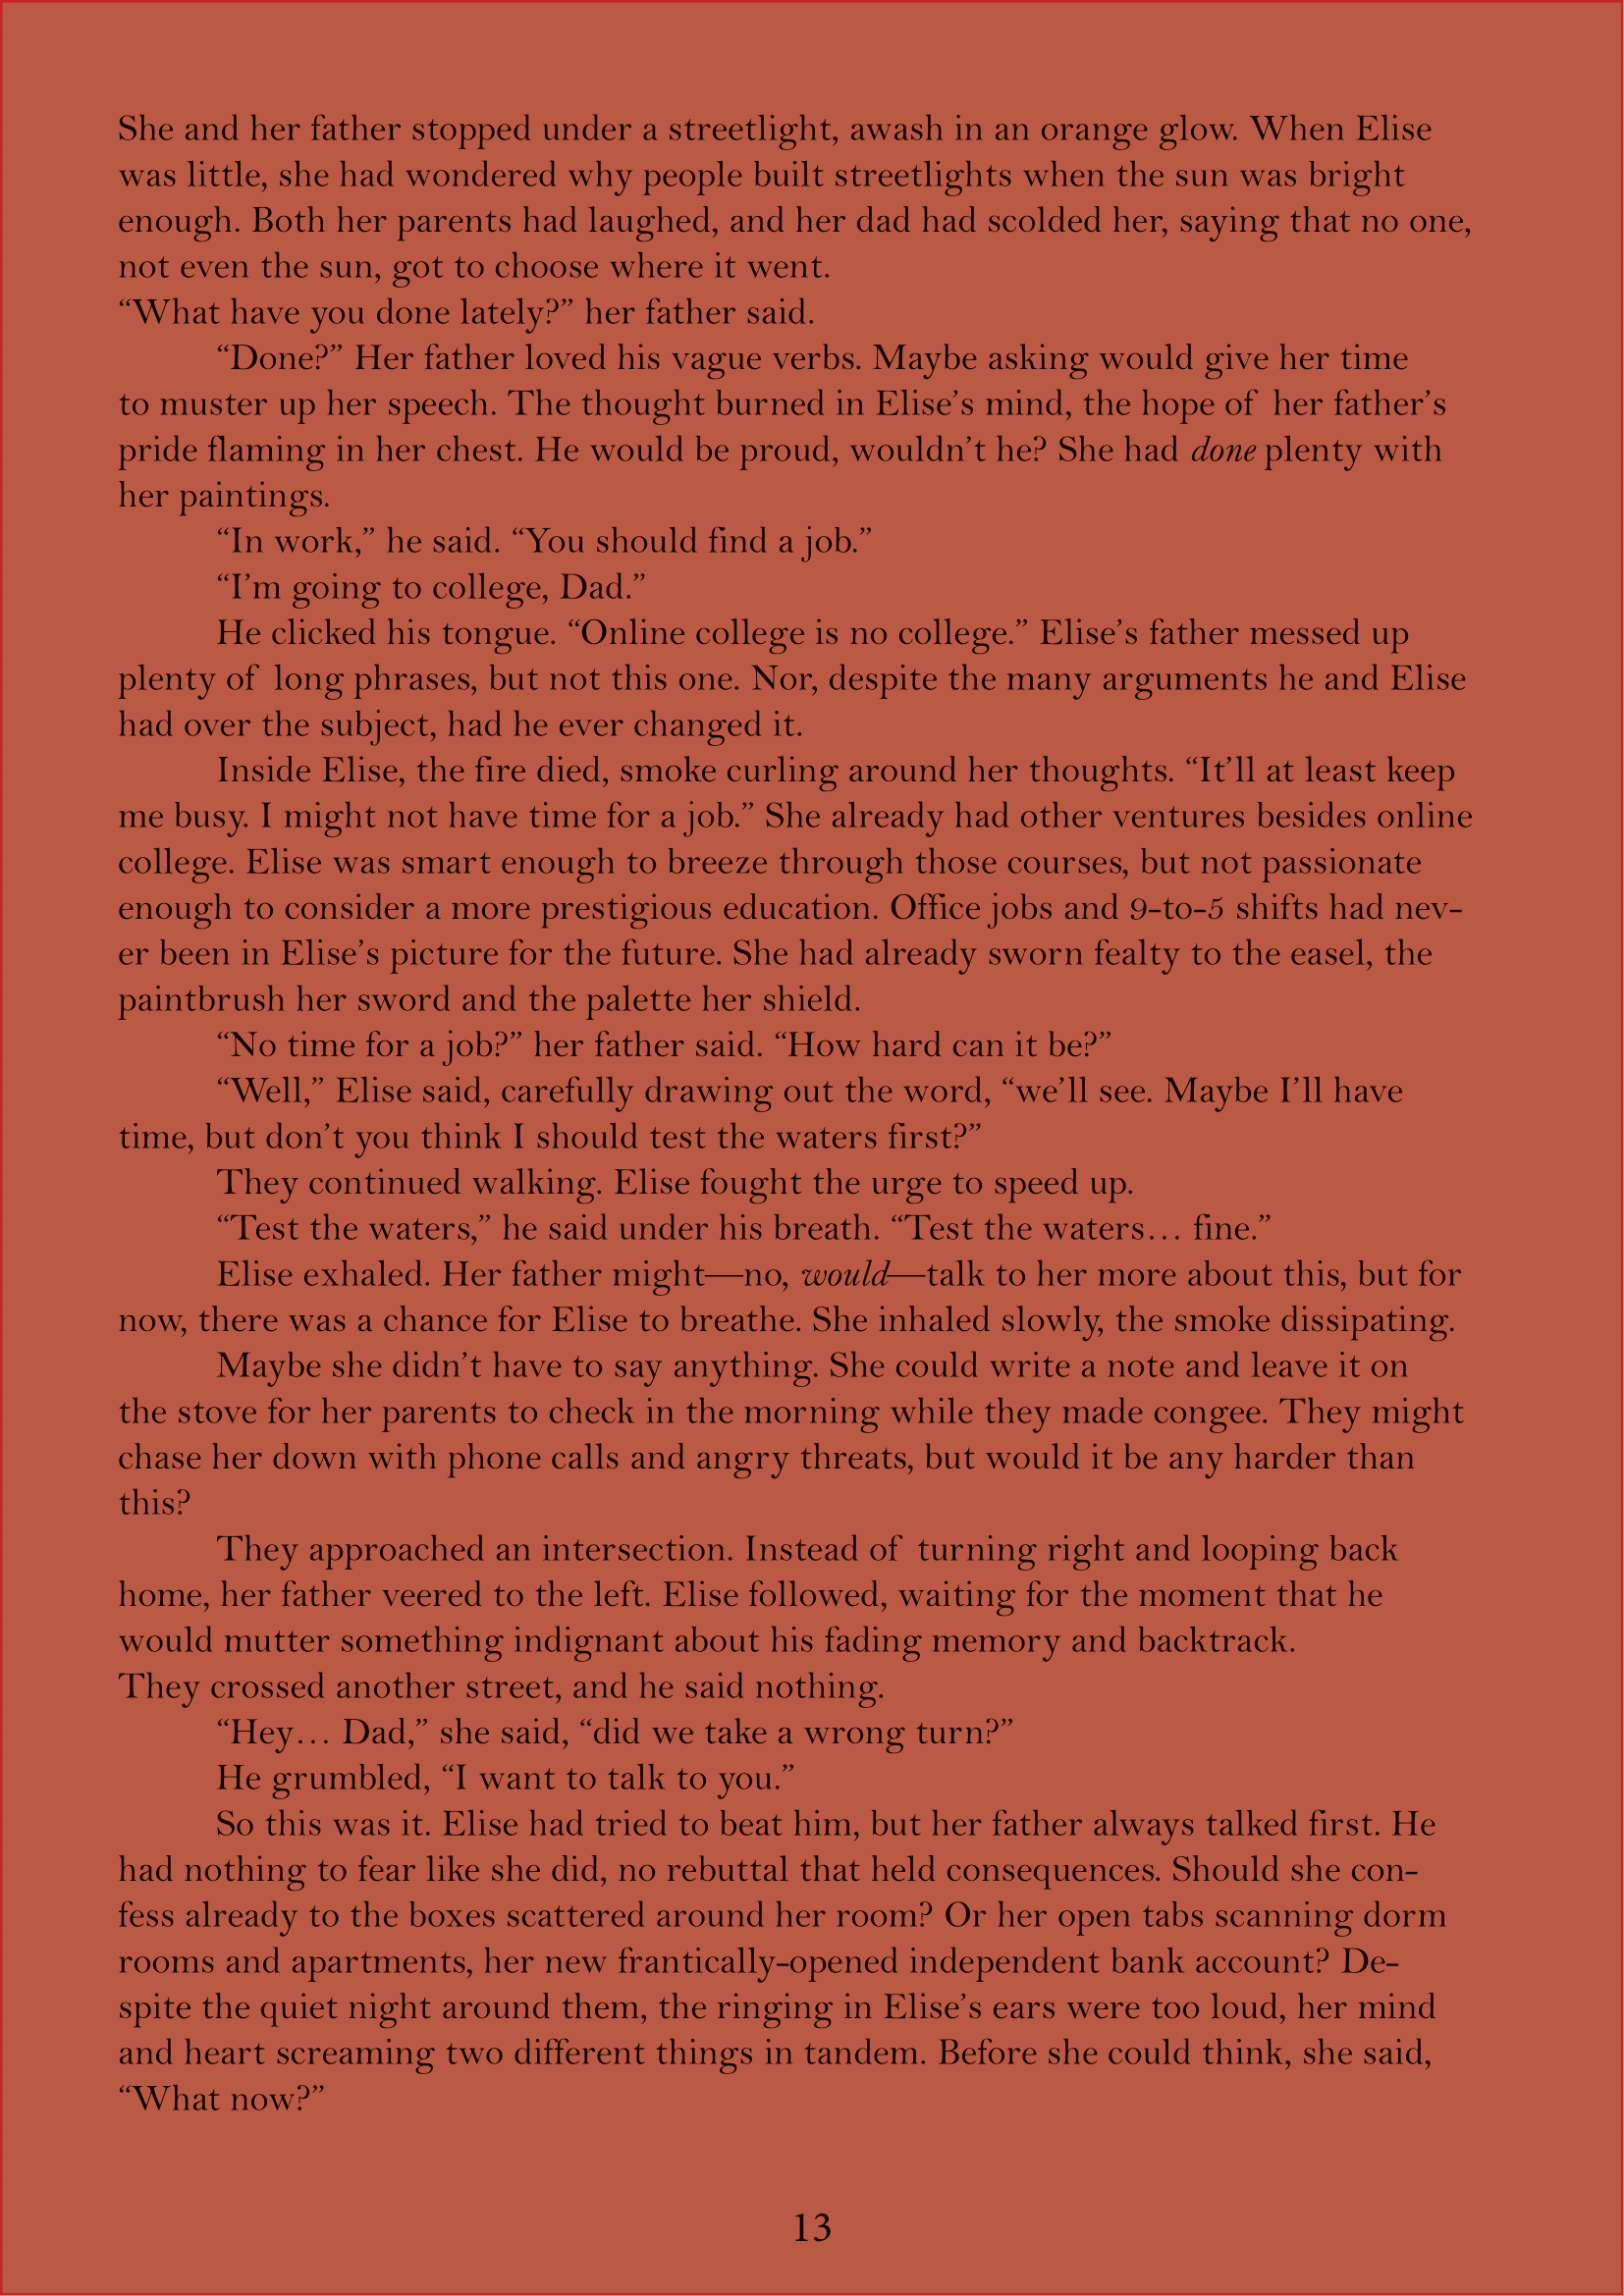 She and her father stopped under a streetlight, awash in an orange glow. When Elise
was little, she had wondered why people built streetlights when the sun was bright
enough. Both her parents had laughed, and her dad had scolded her, saying that no one,
not even the sun, got to choose where it went.
“What have you done lately?” her father said.
“Done?” Her father loved his vague verbs. Maybe asking would give her time
to muster up her speech. The thought burned in Elise’s mind, the hope of her father’s
pride flaming in her chest. He would be proud, wouldn’t he? She had done plenty with
her paintings.
“In work,” he said. “You should find a job.”
“I’m going to college, Dad.”
He clicked his tongue. “Online college is no college.” Elise’s father messed up
plenty of long phrases, but not this one. Nor, despite the many arguments he and Elise
had over the subject, had he ever changed it.
Inside Elise, the fire died, smoke curling around her thoughts. “It’ll at least keep
me busy. I might not have time for a job.” She already had other ventures besides online
college. Elise was smart enough to breeze through those courses, but not passionate
enough to consider a more prestigious education. Office jobs and 9-to-5 shifts had nev-
er been in Elise’s picture for the future. She had already sworn fealty to the easel, the
paintbrush her sword and the palette her shield.
“No time for a job?” her father said. “How hard can it be?”
“Well,” Elise said, carefully drawing out the word, “we’ll see. Maybe I’ll have
time, but don’t you think I should test the waters first?”
They continued walking. Elise fought the urge to speed up.
“Test the waters,” he said under his breath. “Test the waters… fine.”
Elise exhaled. Her father might—no, would—talk to her more about this, but for
now, there was a chance for Elise to breathe. She inhaled slowly, the smoke dissipating.
Maybe she didn’t have to say anything. She could write a note and leave it on
the stove for her parents to check in the morning while they made congee. They might
chase her down with phone calls and angry threats, but would it be any harder than
this?
They approached an intersection. Instead of turning right and looping back
home, her father veered to the left. Elise followed, waiting for the moment that he
would mutter something indignant about his fading memory and backtrack.
They crossed another street, and he said nothing.
“Hey… Dad,” she said, “did we take a wrong turn?”
He grumbled, “I want to talk to you.”
So this was it. Elise had tried to beat him, but her father always talked first. He
had nothing to fear like she did, no rebuttal that held consequences. Should she con-
fess already to the boxes scattered around her room? Or her open tabs scanning dorm
rooms and apartments, her new frantically-opened independent bank account? De-
spite the quiet night around them, the ringing in Elise’s ears were too loud, her mind
and heart screaming two different things in tandem. Before she could think, she said,
“What now?”
13